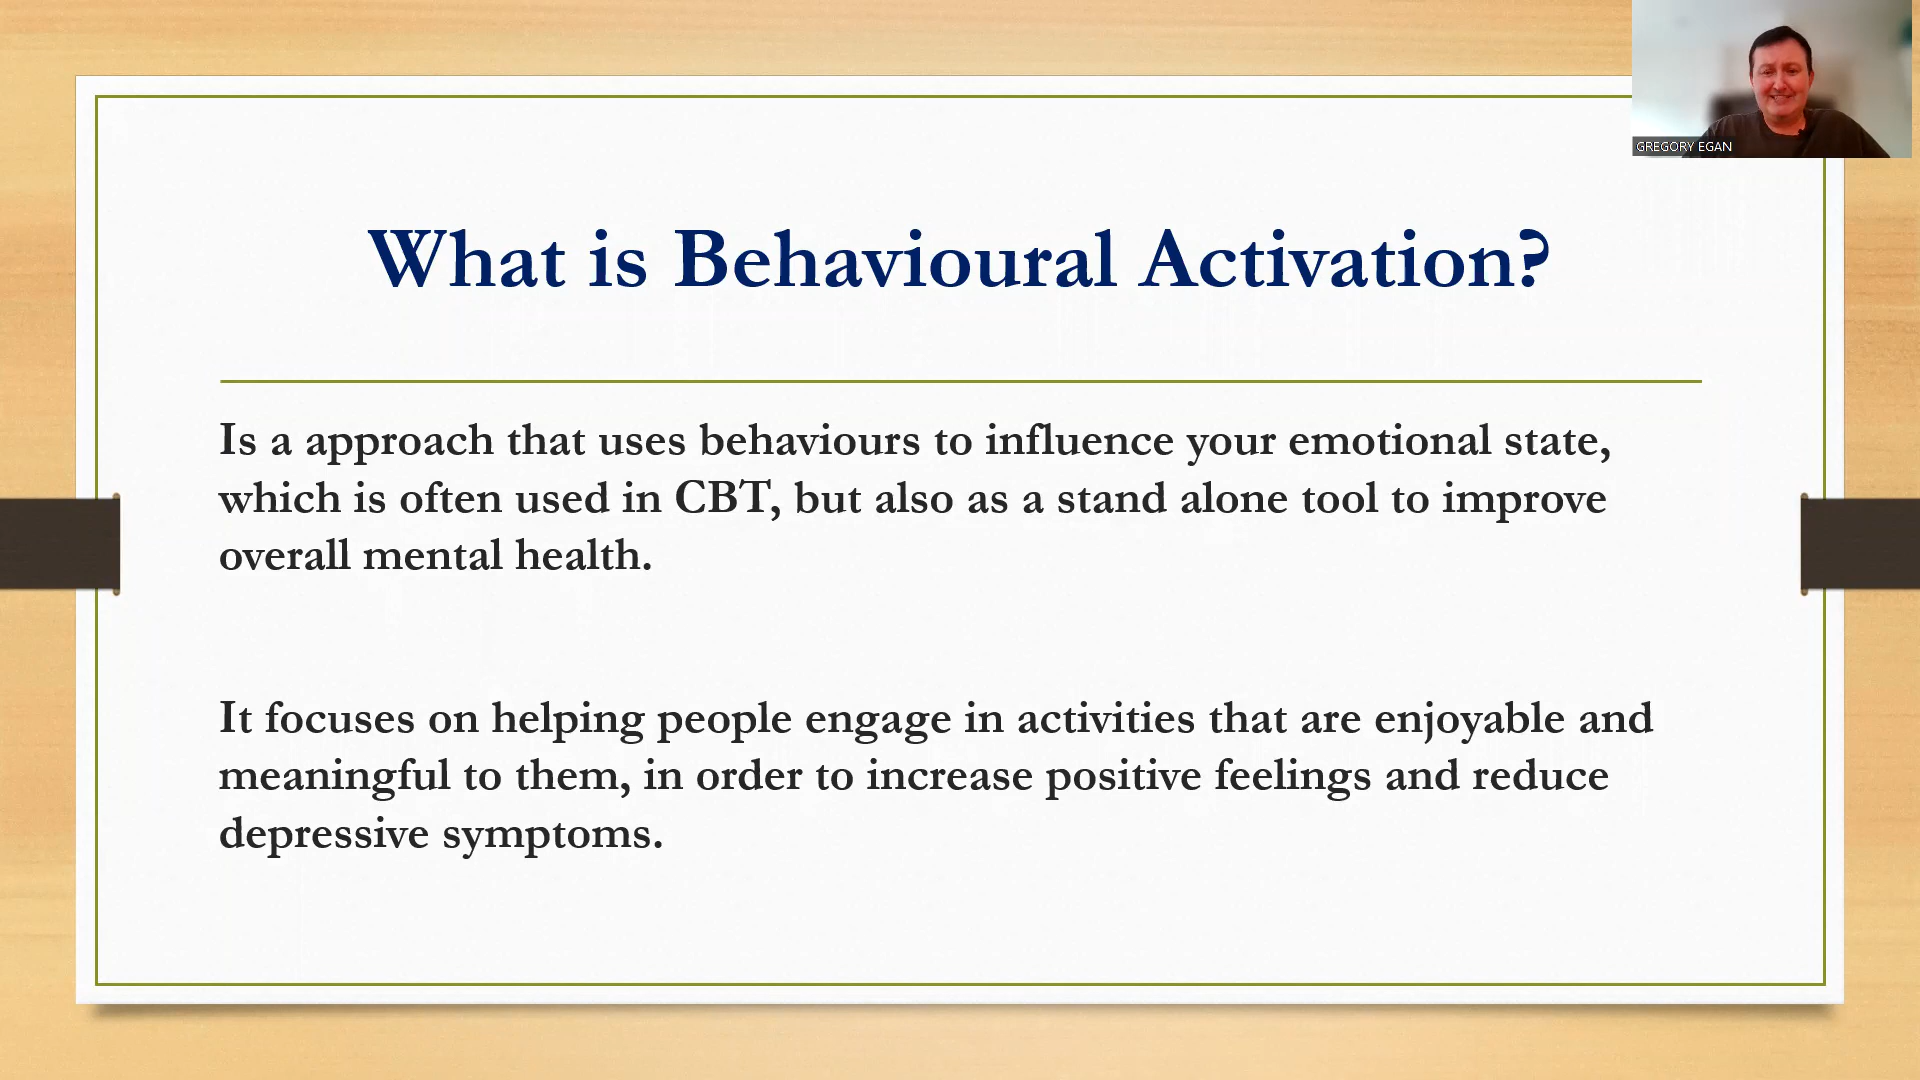 GREGORY EGAN
What is Behavioural Activation?
Is a approach that uses behaviours to influence your emotional state,
which is often used in CBT, but also as a stand alone tool to improve
overall mental health.
It focuses on helping people engage in activities that are enjoyable and
meaningful to them, in order to increase positive feelings and reduce
depressive symptoms.